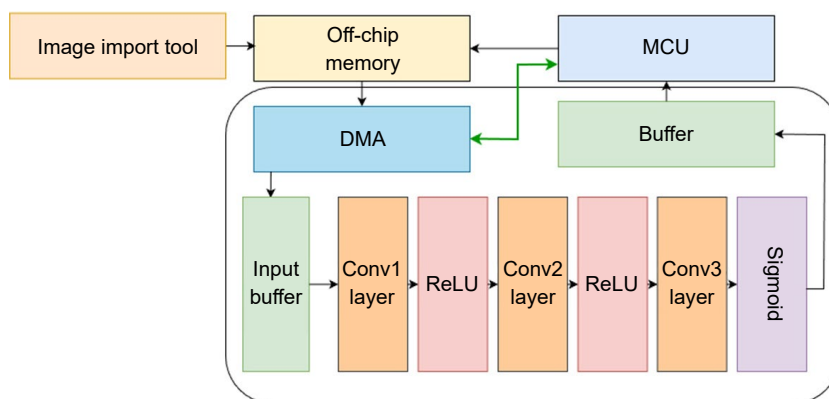 Image import tool
Off-chip
memory
MCU
DMA
Buffer
Input
buffer
Conv1
layer
ReLU
Conv2
layer
ReLU
Conv3
layer
Sigmoid